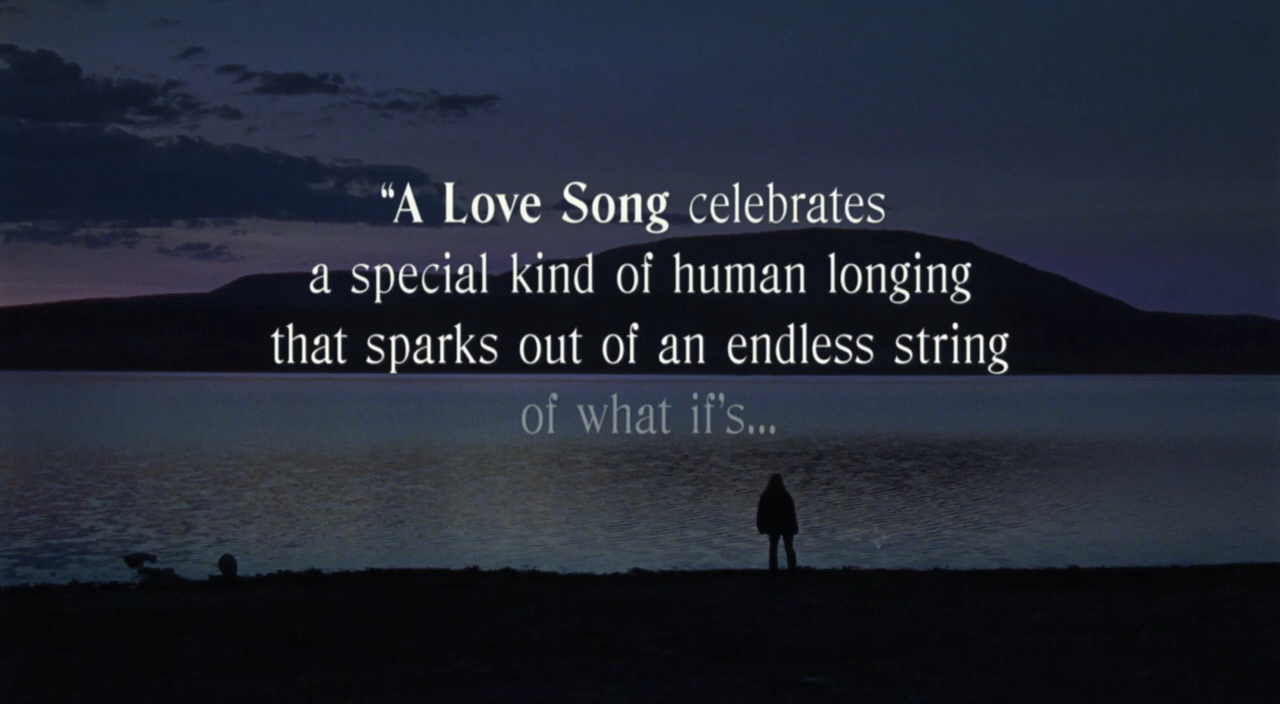 “A Love Song celebrates
a special kind of human longing
that sparks out of an endless string
of what if’s...